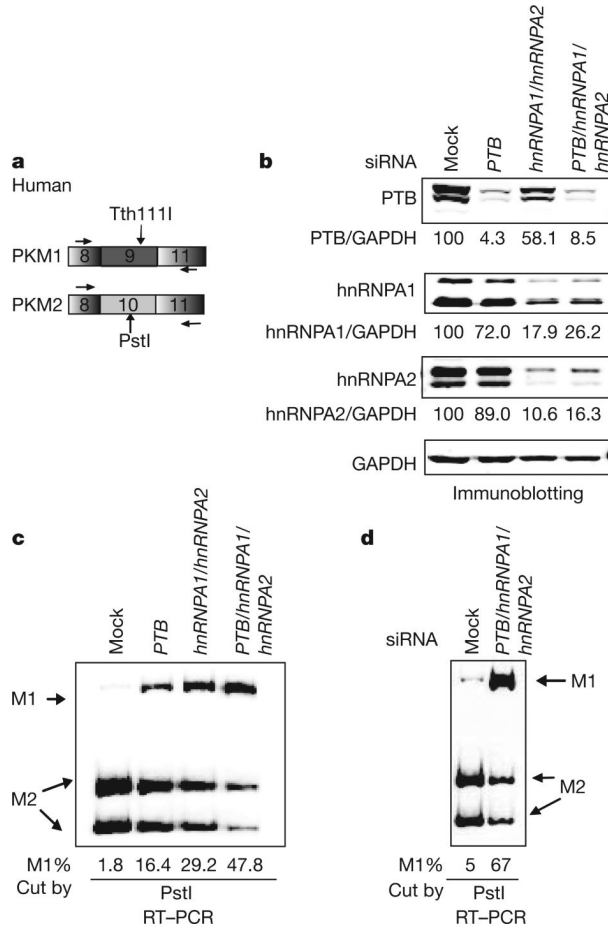 a
Human
Tth111I
PKM1 8 9 11
PKM2 8 10 11
PstI
b
siRNA Mock PTB hnRNPA1/hnRNPA2 PTB/hnRNPA1/hnRNPA2
PTB
PTB/GAPDH 100 4.3 58.1 8.5
hnRNPA1
hnRNPA1/GAPDH 100 72.0 17.9 26.2
hnRNPA2
hnRNPA2/GAPDH 100 89.0 10.6 16.3
GAPDH
Immunoblotting
c
Mock PTB hnRNPA1/hnRNPA2 PTB/hnRNPA1/hnRNPA2
M1
M2
M1% 1.8 16.4 29.2 47.8
Cut by PstI
RT–PCR
d
siRNA Mock PTB/hnRNPA1/hnRNPA2
M1
M2
M1% 5 67
Cut by PstI
RT–PCR